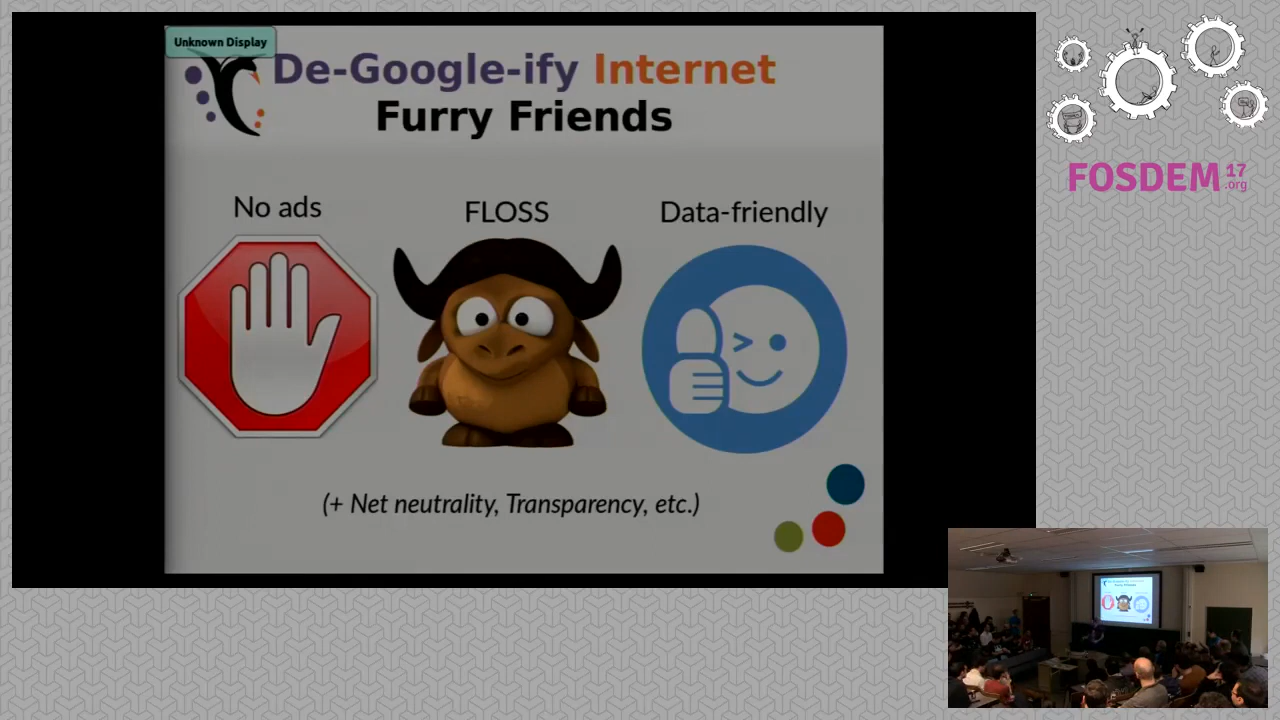 Unknown Display
De-Google-ify Internet
Furry Friends
No ads
FLOSS
Data-friendly
(+ Net neutrality, Transparency, etc.)
FOSDEM 17
.org